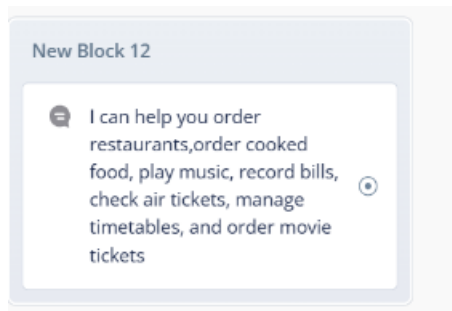 New Block 12
I can help you order
restaurants,order cooked
food, play music, record bills,
check air tickets, manage
timetables, and order movie
tickets